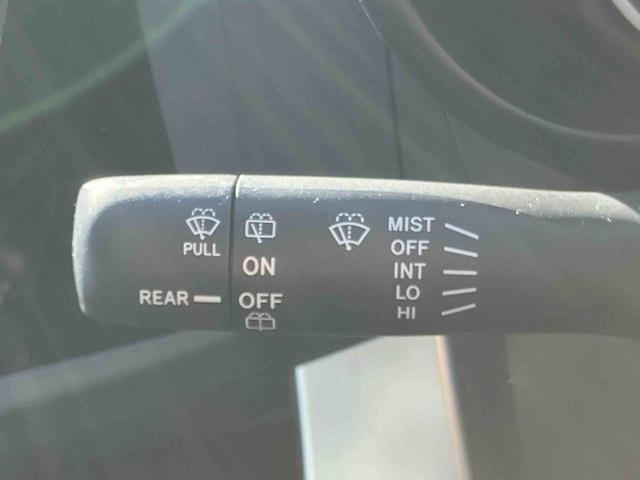 PULL
REAR
ON
OFF
MIST
OFF
INT
LO
HI